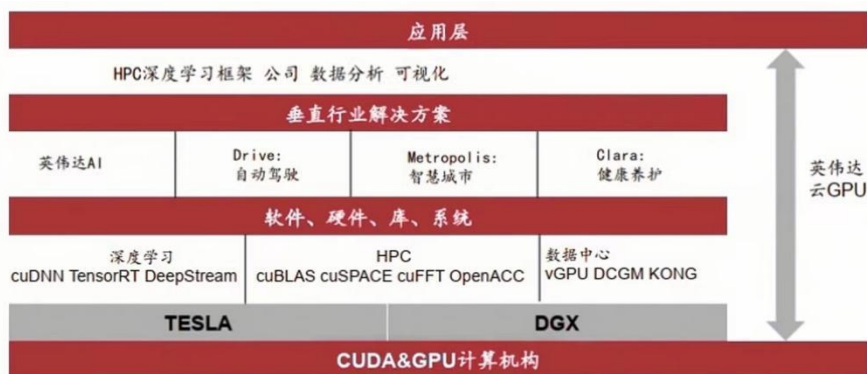 应用层
HPC深度学习框架 公司 数据分析 可视化
垂直行业解决方案
英伟达AI
Drive:
自动驾驶
Metropolis:
智慧城市
Clara:
健康养护
软件、硬件、库、系统
深度学习
cuDNN TensorRT DeepStream
HPC
cuBLAS cuSPACE cuFFT OpenACC
数据中心
vGPU DCGM KONG
TESLA
DGX
CUDA&GPU计算机构
英伟达
云GPU